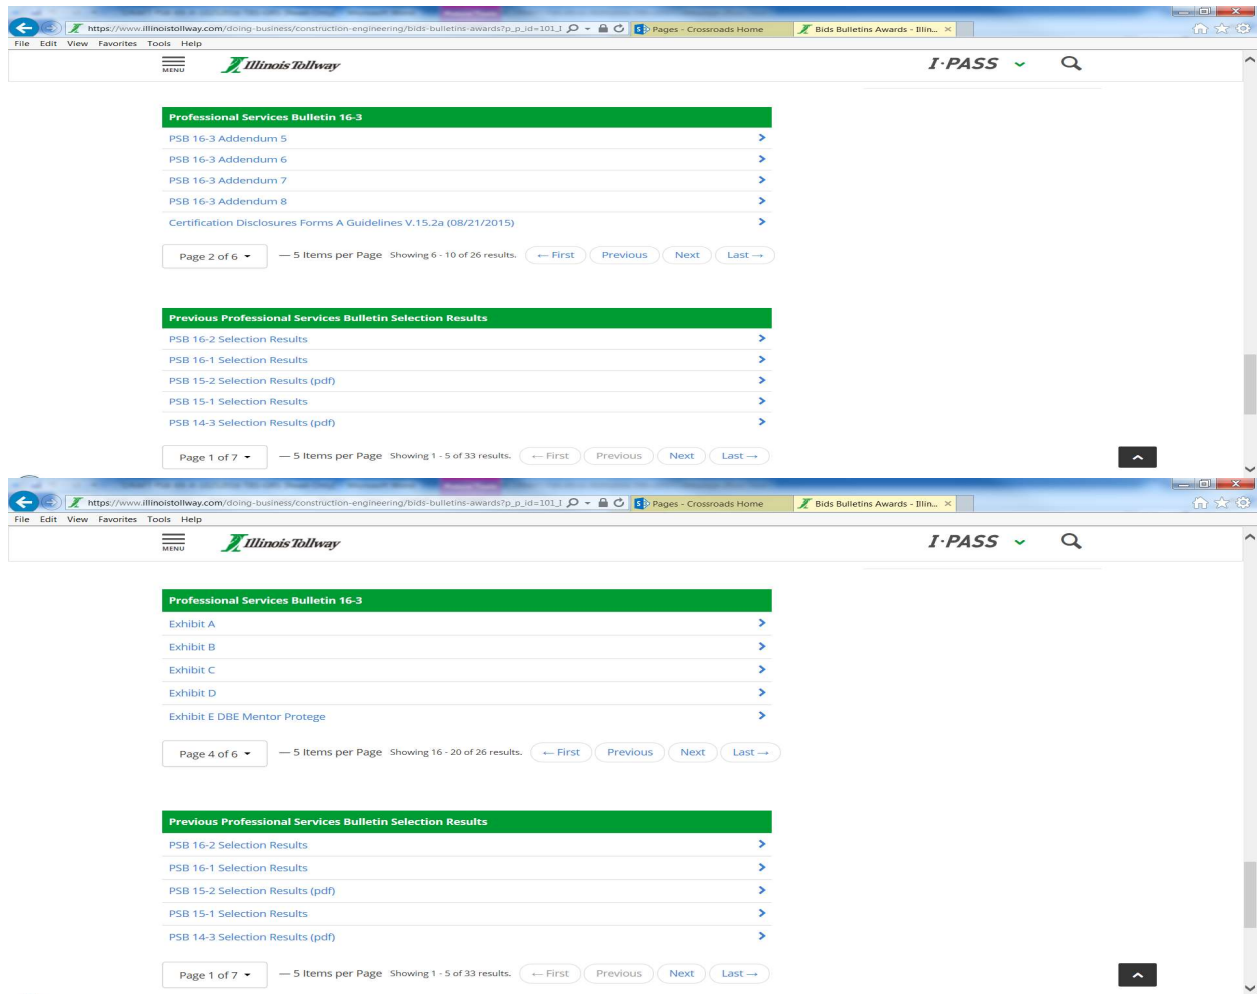 https://www.illinoistollway.com/doing-business/construction-engineering/bids-bulletins-awards?p_p_id=101_I
Pages - Crossroads Home
Bids Bulletins Awards - Illin...
File Edit View Favorites Tools Help
MENU
Illinois Tollway
I·PASS
Professional Services Bulletin 16-3
PSB 16-3 Addendum 5
PSB 16-3 Addendum 6
PSB 16-3 Addendum 7
PSB 16-3 Addendum 8
Certification Disclosures Forms A Guidelines V.15.2a (08/21/2015)
Page 2 of 6 — 5 Items per Page Showing 6 - 10 of 26 results. ← First Previous Next Last →
Previous Professional Services Bulletin Selection Results
PSB 16-2 Selection Results
PSB 16-1 Selection Results
PSB 15-2 Selection Results (pdf)
PSB 15-1 Selection Results
PSB 14-3 Selection Results (pdf)
Page 1 of 7 — 5 Items per Page Showing 1 - 5 of 33 results. ← First Previous Next Last →
https://www.illinoistollway.com/doing-business/construction-engineering/bids-bulletins-awards?p_p_id=101_I
Pages - Crossroads Home
Bids Bulletins Awards - Illin...
File Edit View Favorites Tools Help
MENU
Illinois Tollway
I·PASS
Professional Services Bulletin 16-3
Exhibit A
Exhibit B
Exhibit C
Exhibit D
Exhibit E DBE Mentor Protege
Page 4 of 6 — 5 Items per Page Showing 16 - 20 of 26 results. ← First Previous Next Last →
Previous Professional Services Bulletin Selection Results
PSB 16-2 Selection Results
PSB 16-1 Selection Results
PSB 15-2 Selection Results (pdf)
PSB 15-1 Selection Results
PSB 14-3 Selection Results (pdf)
Page 1 of 7 — 5 Items per Page Showing 1 - 5 of 33 results. ← First Previous Next Last →